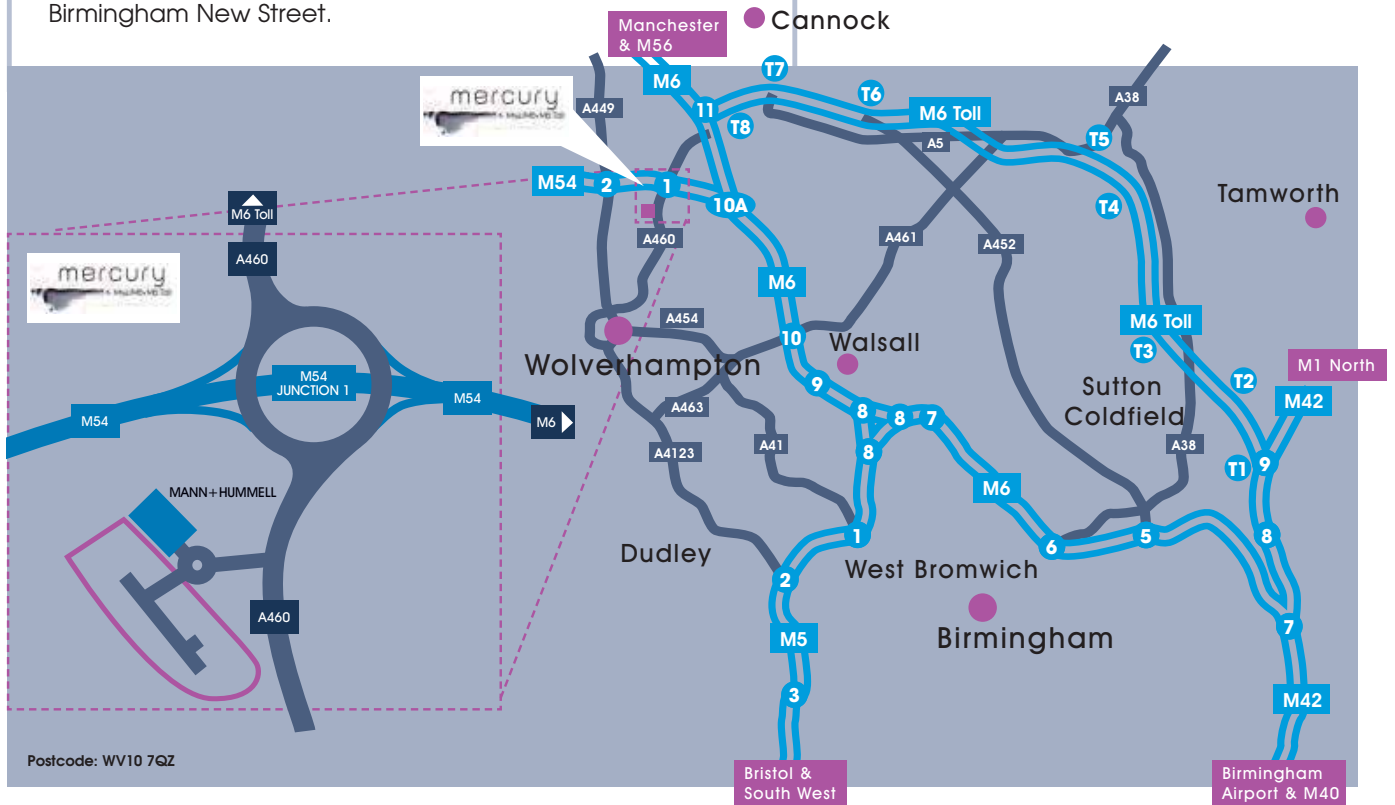 Birmingham New Street.
Manchester
& M56
Cannock
M6
T7
T6
A38
mercury
A449
11
T8
M6 Toll
A5
T5
M54
2
1
10A
T4
Tamworth
M6 Toll
A460
A460
A461
A452
mercury
M6
A454
10
M6 Toll
Walsall
T3
Wolverhampton
M1 North
M54
JUNCTION 1
9
T2
Sutton
Coldfield
M42
M54
M54
M6
A463
8
8
7
A4123
A41
8
A38
T1
9
MANN+HUMMELL
M6
1
6
5
8
Dudley
2
West Bromwich
A460
M5
Birmingham
7
3
M42
Postcode: WV10 7QZ
Bristol &
South West
Birmingham
Airport & M40